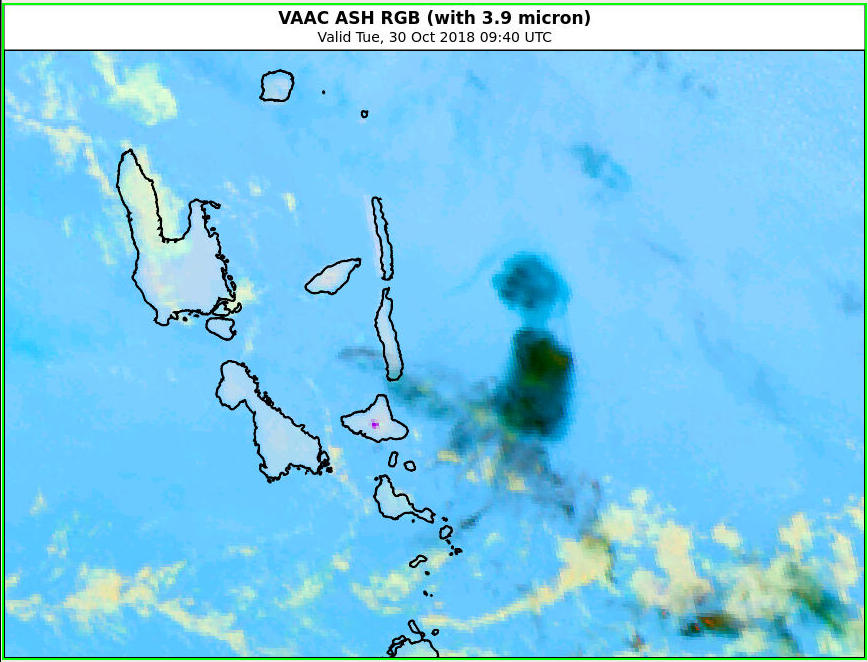 VAAC ASH RGB (with 3.9 micron)
Valid Tue, 30 Oct 2018 09:40 UTC